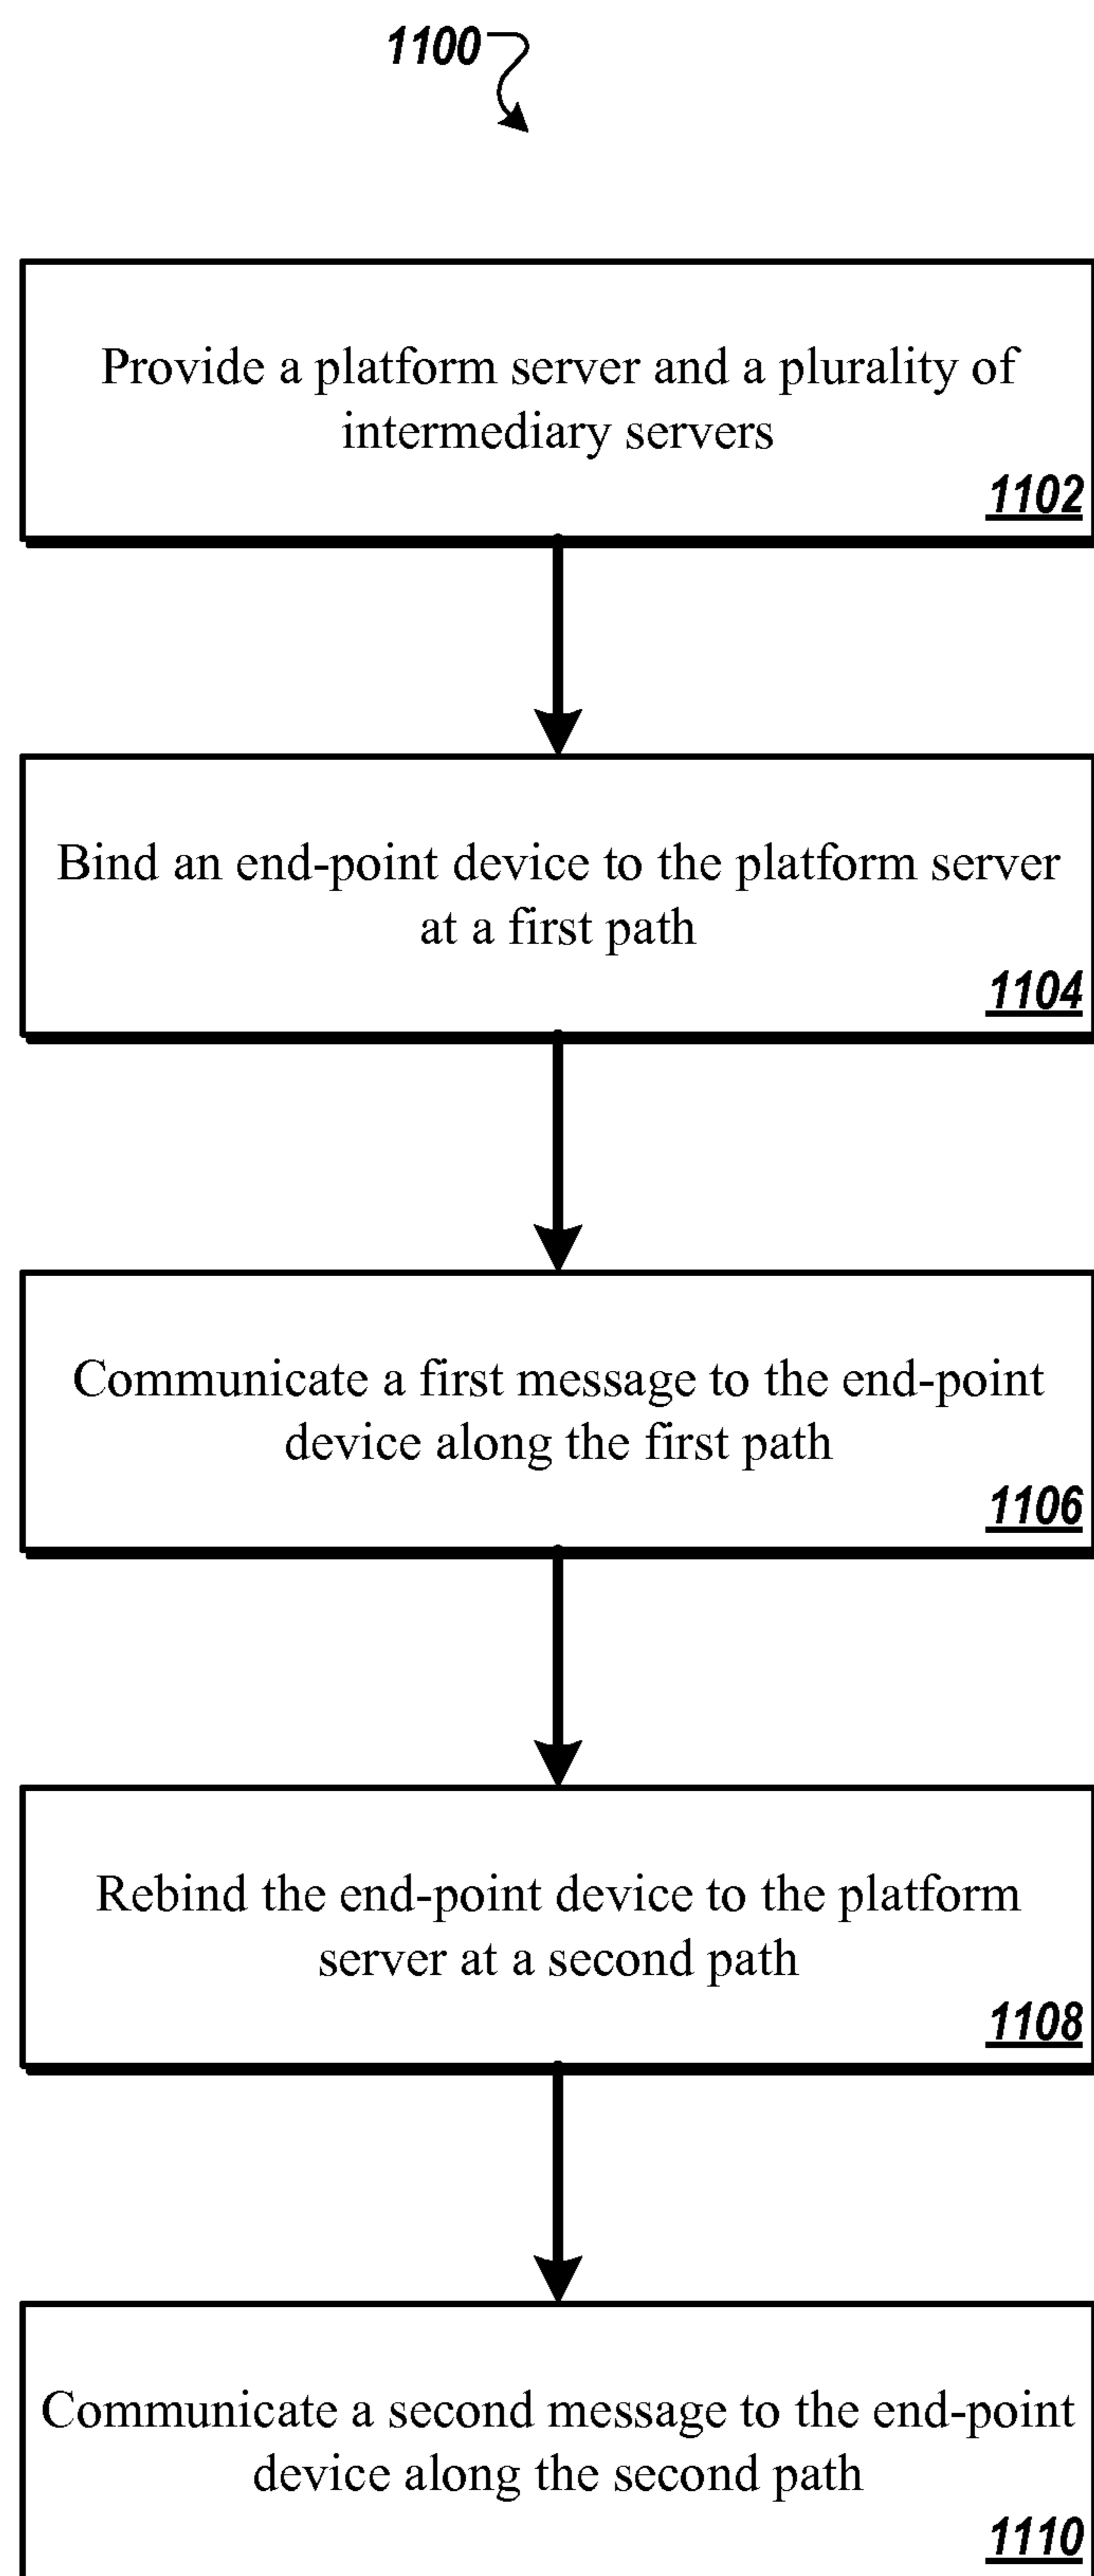 1100
Provide a platform server and a plurality of
intermediary servers
1102
Bind an end-point device to the platform server
at a first path
1104
Communicate a first message to the end-point
device along the first path
1106
Rebind the end-point device to the platform
server at a second path
1108
Communicate a second message to the end-point
device along the second path
1110